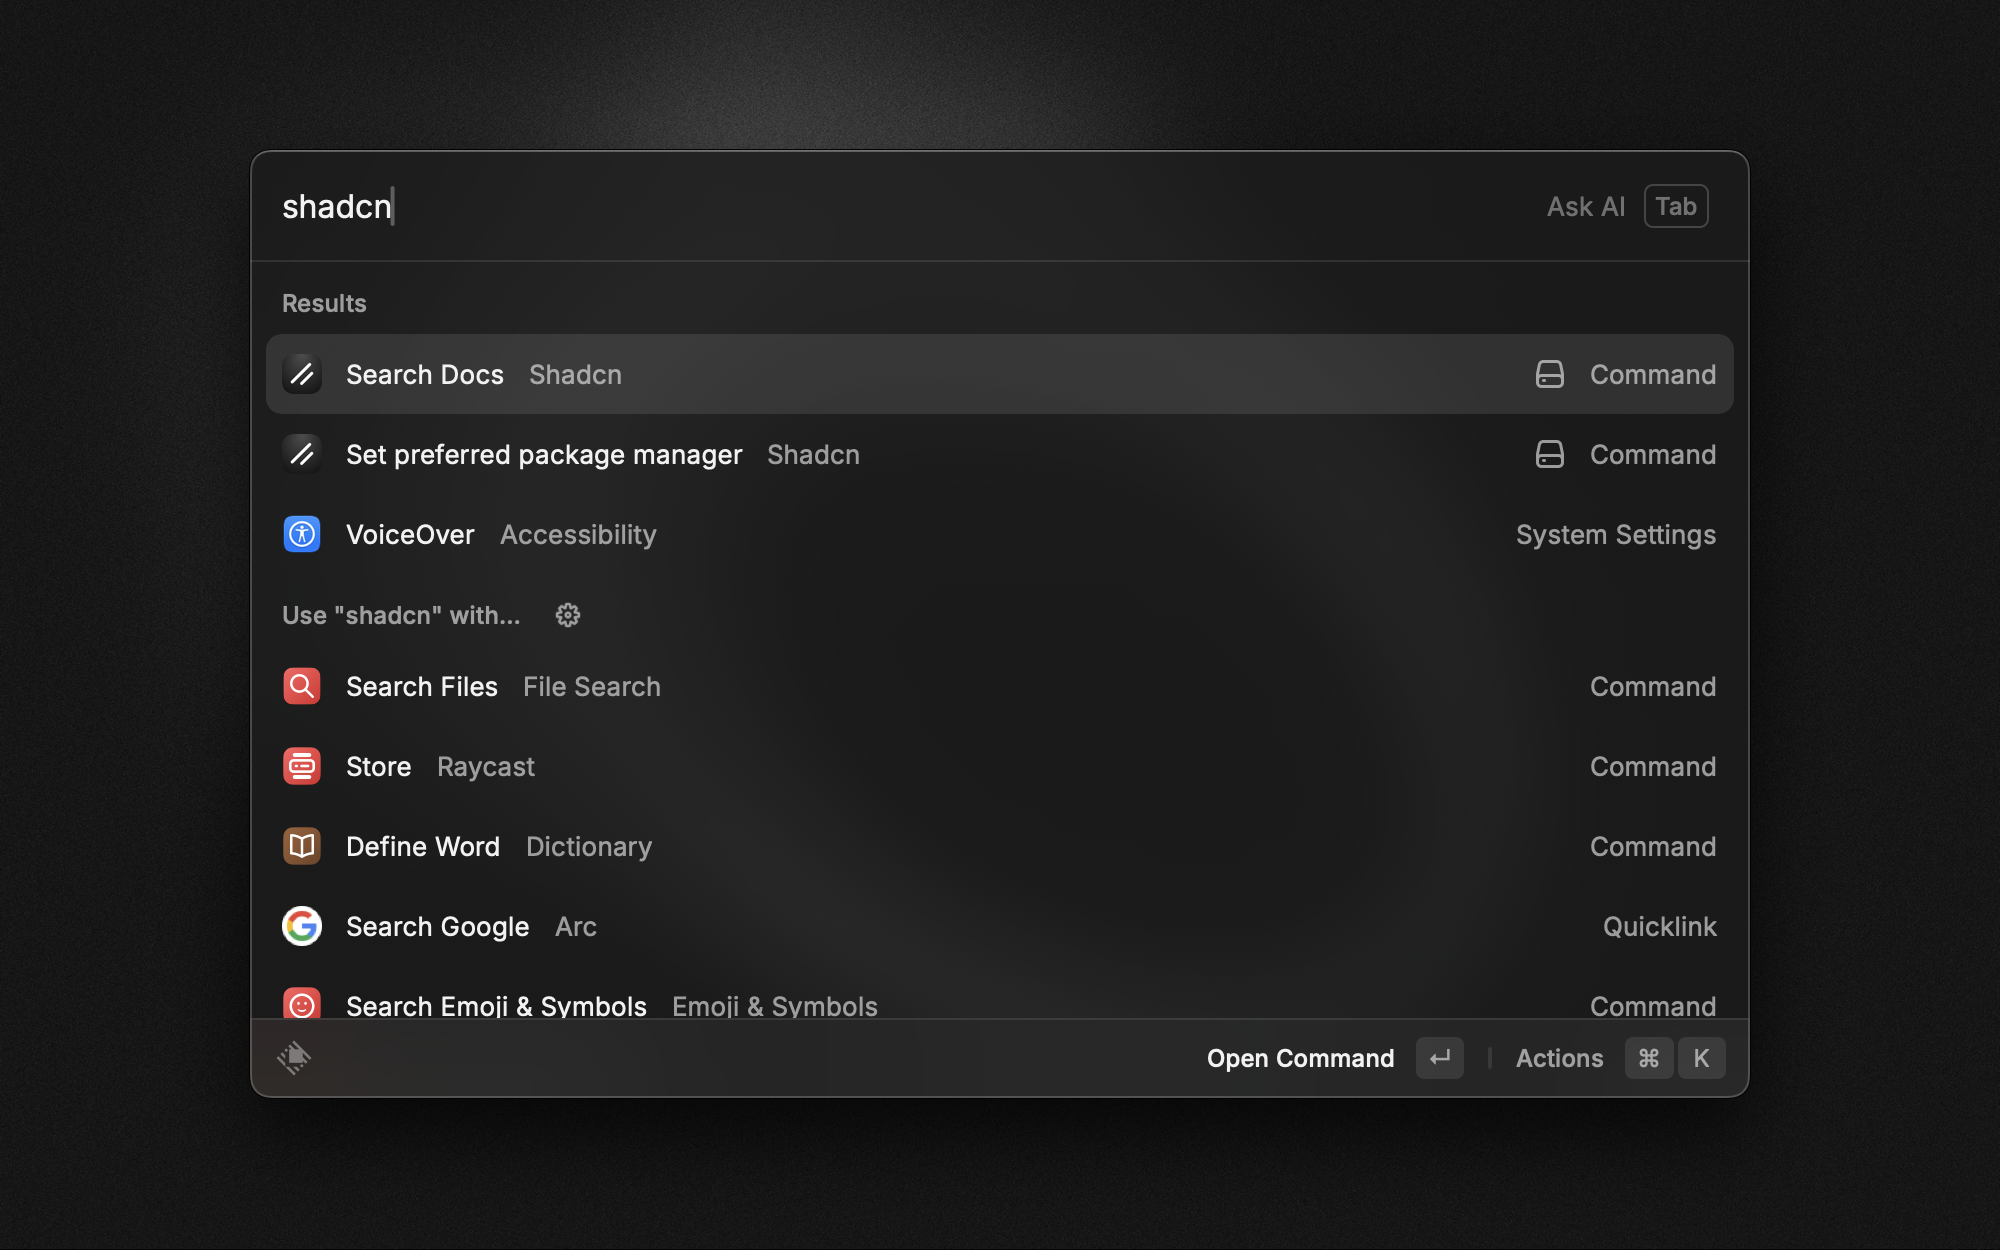 shadcn Ask AI Tab
Results
Search Docs Shadcn Command
Set preferred package manager Shadcn Command
VoiceOver Accessibility System Settings
Use "shadcn" with...
Search Files File Search Command
Store Raycast Command
Define Word Dictionary Command
Search Google Arc Quicklink
Search Emoji & Symbols Emoji & Symbols Command
Open Command ↵ Actions ⌘ K